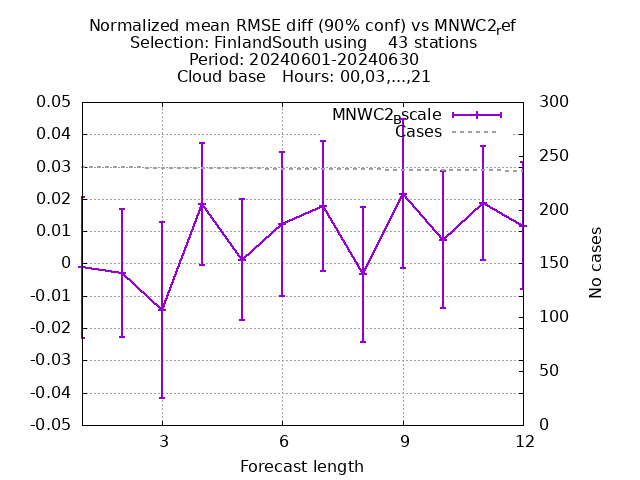 Normalized mean RMSE diff (90% conf) vs MNWC2ref
Selection: FinlandSouth using 43 stations
Period: 20240601-20240630
Cloud base Hours: 00,03,...,21
MNWC2Bscale
Cases
0.05
0.04
0.03
0.02
0.01
0
-0.01
-0.02
-0.03
-0.04
-0.05
300
250
200
150
100
50
0
No cases
3 6 9 12
Forecast length